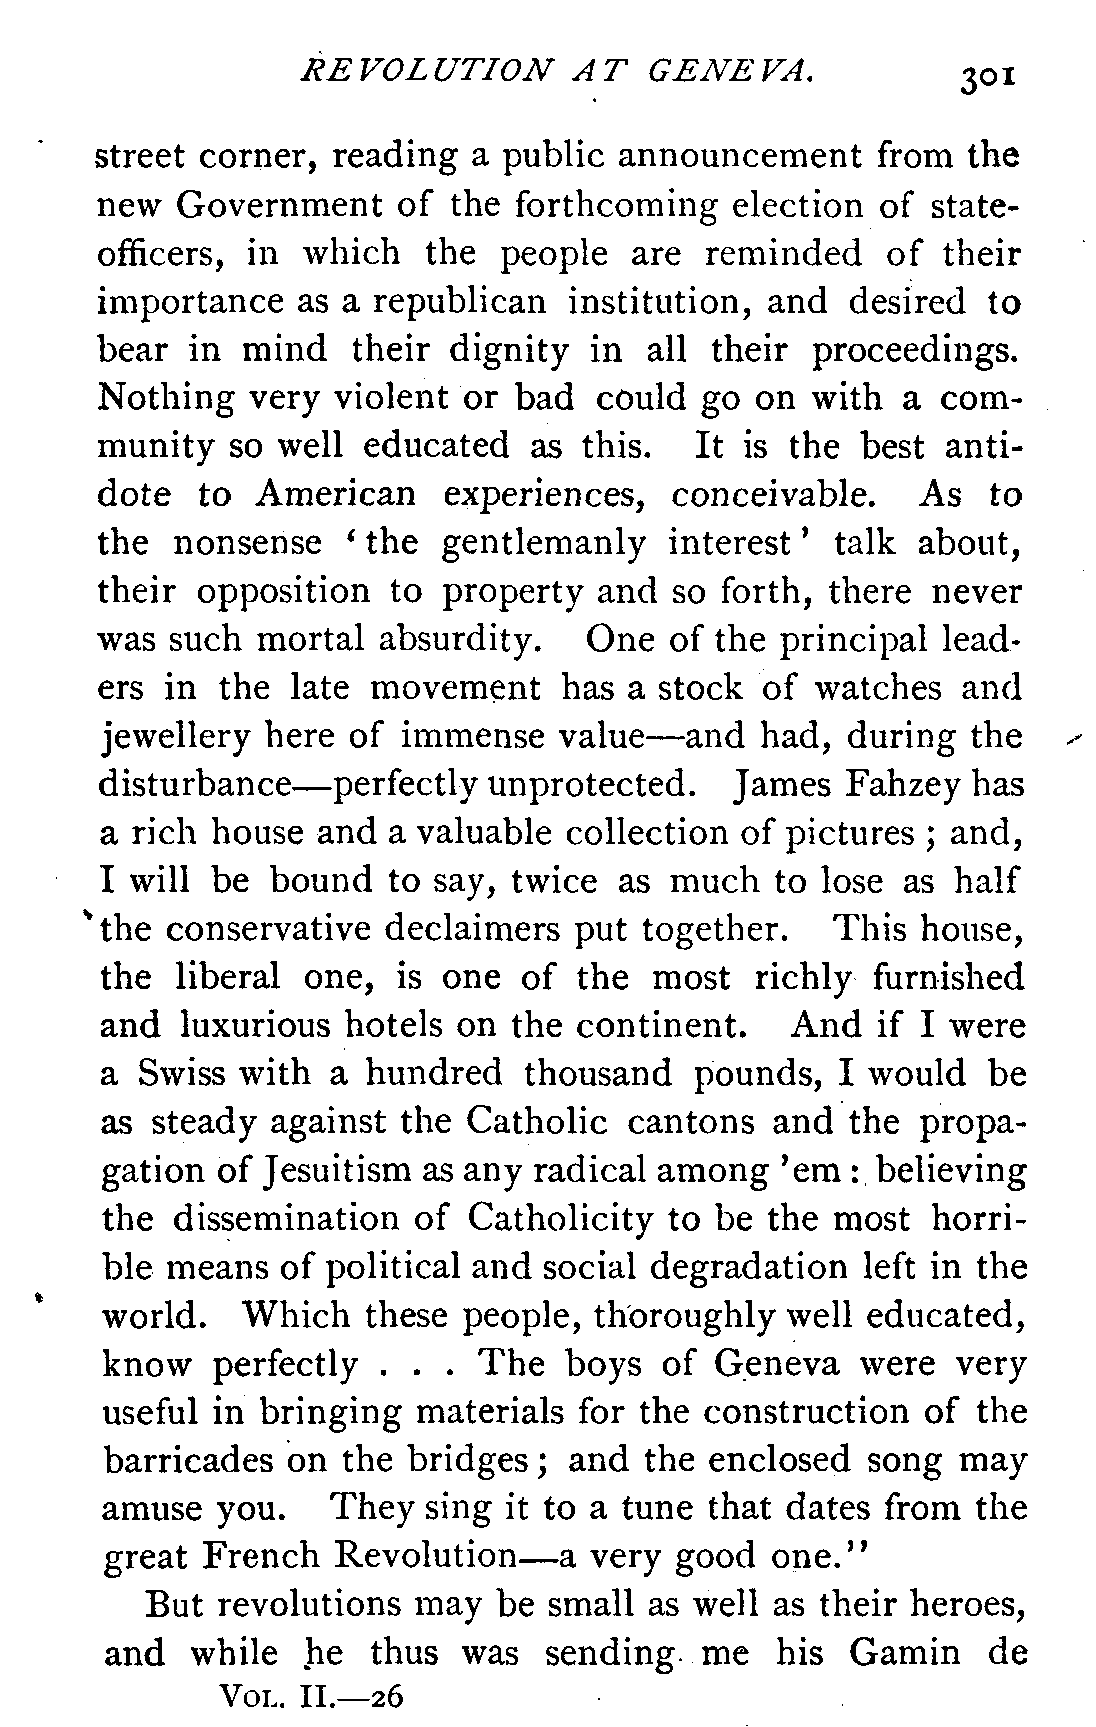 REVOLUTION AT GENEVA. 301
street corner, reading a public announcement from the
new Government of the forthcoming election of state-
officers, in which the people are reminded of their
importance as a republican institution, and desired to
bear in mind their dignity in all their proceedings.
Nothing very violent or bad could go on with a com-
munity so well educated as this. It is the best anti-
dote to American experiences, conceivable. As to
the nonsense ‘the gentlemanly interest’ talk about,
their opposition to property and so forth, there never
was such mortal absurdity. One of the principal lead-
ers in the late movement has a stock of watches and
jewellery here of immense value—and had, during the
disturbance—perfectly unprotected. James Fahzey has
a rich house and a valuable collection of pictures ; and,
I will be bound to say, twice as much to lose as half
the conservative declaimers put together. This house,
the liberal one, is one of the most richly furnished
and luxurious hotels on the continent. And if I were
a Swiss with a hundred thousand pounds, I would be
as steady against the Catholic cantons and the propa-
gation of Jesuitism as any radical among ’em : believing
the dissemination of Catholicity to be the most horri-
ble means of political and social degradation left in the
world. Which these people, thoroughly well educated,
know perfectly . . . The boys of Geneva were very
useful in bringing materials for the construction of the
barricades on the bridges ; and the enclosed song may
amuse you. They sing it to a tune that dates from the
great French Revolution—a very good one.”
But revolutions may be small as well as their heroes,
and while he thus was sending me his Gamin de
VOL. II.—26